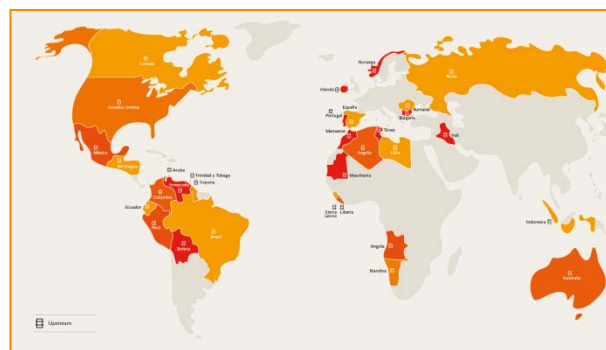 Noruega
Canadá
Irlanda
Rusia
España
Portugal
Rumanía
Bulgaria
Estados Unidos
Marruecos
Túnez
Irak
México
Argelia
Libia
Nicaragua
Aruba
Trinidad y Tobago
Mauritania
Venezuela
Guyana
Colombia
Ecuador
Sierra
Leona
Liberia
Indonesia
Perú
Brasil
Angola
Bolivia
Namibia
Australia
Upstream